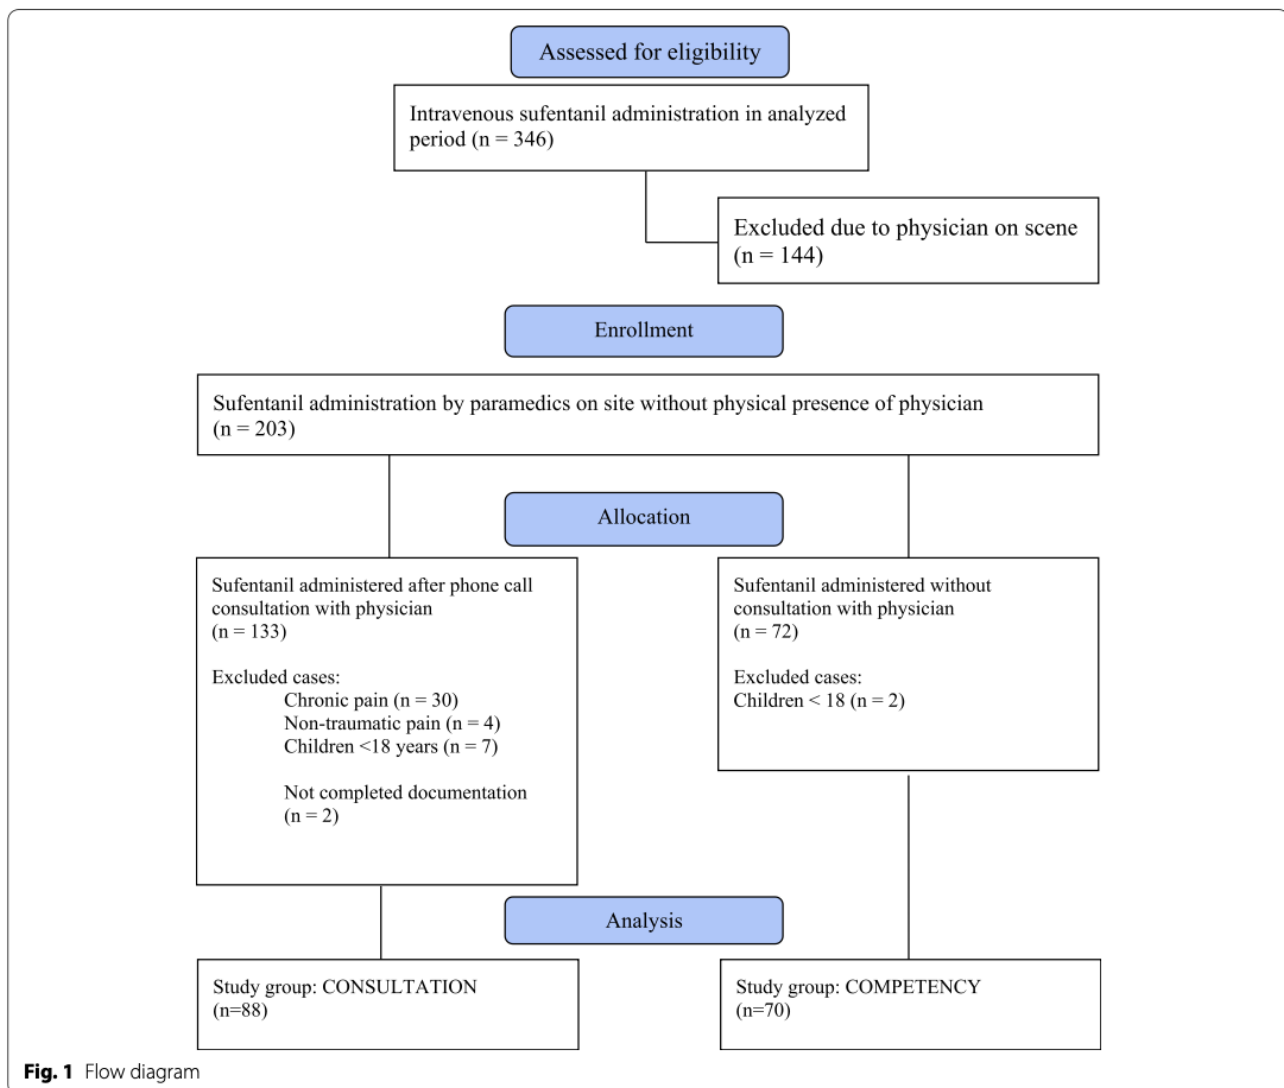 Assessed for eligibility
Intravenous sufentanil administration in analyzed
period (n = 346)
Excluded due to physician on scene
(n = 144)
Enrollment
Sufentanil administration by paramedics on site without physical presence of physician
(n = 203)
Allocation
Sufentanil administered after phone call
consultation with physician
(n = 133)
Excluded cases:
Chronic pain (n = 30)
Non-traumatic pain (n = 4)
Children <18 years (n = 7)
Not completed documentation
(n = 2)
Sufentanil administered without
consultation with physician
(n = 72)
Excluded cases:
Children < 18 (n = 2)
Analysis
Study group: CONSULTATION
(n=88)
Study group: COMPETENCY
(n=70)
Fig. 1 Flow diagram